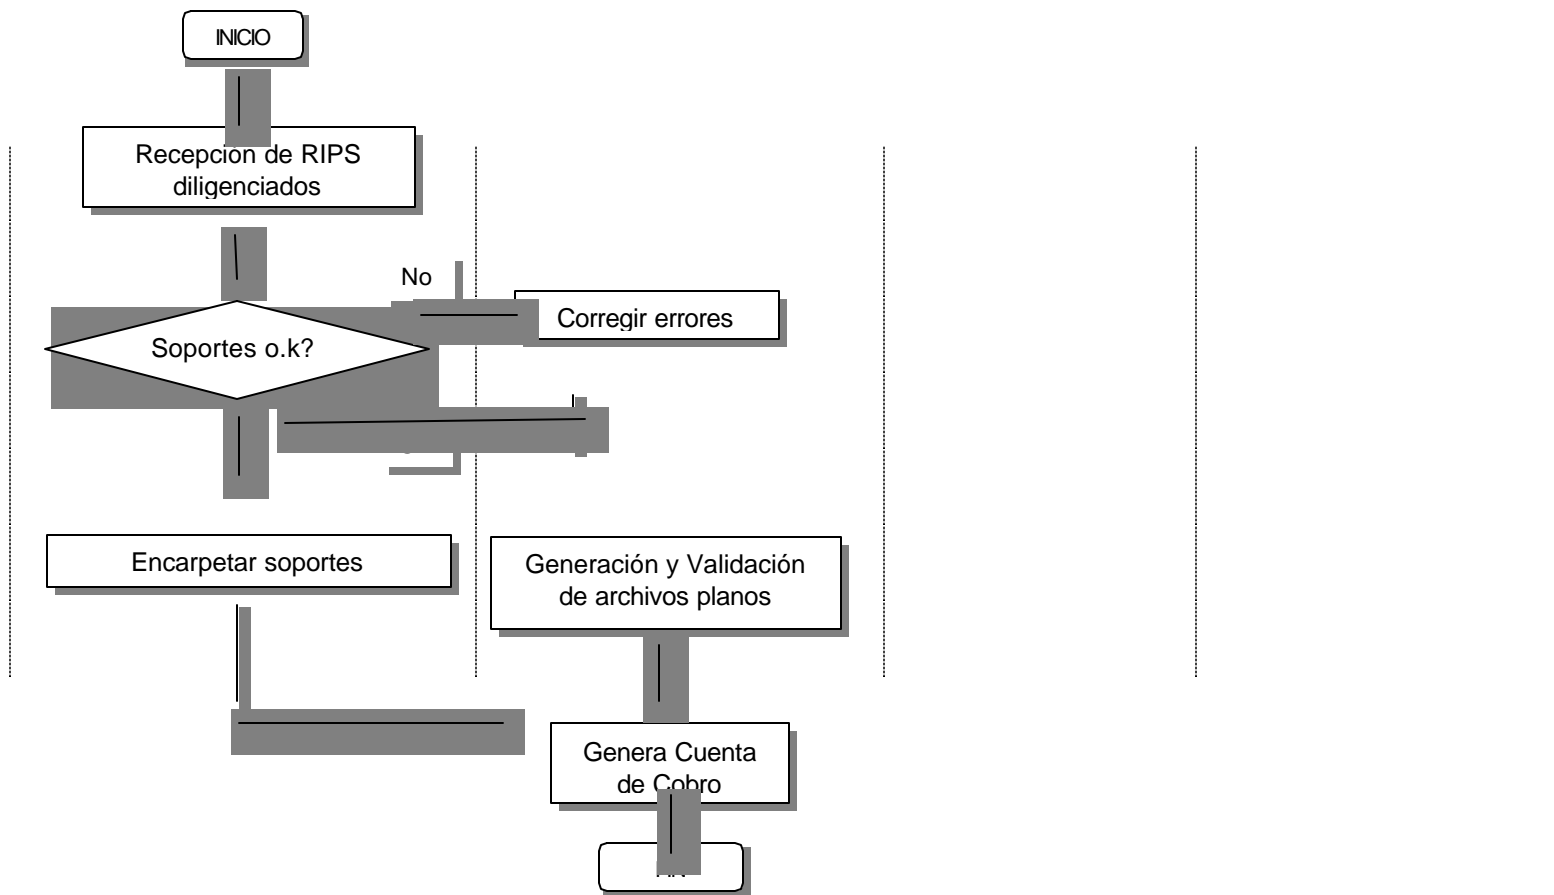 INICIO
Recepción de RIPS
diligenciados
No
Corregir errores
Soportes o.k?
Encarpetar soportes
Generación y Validación
de archivos planos
Genera Cuenta
de Cobro